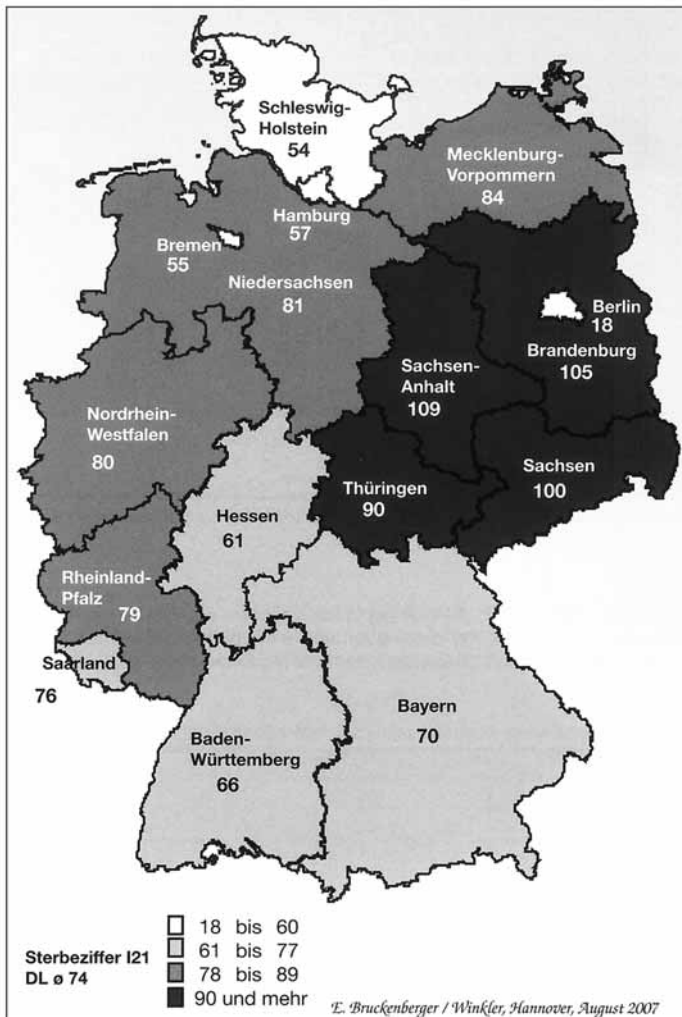 Schleswig-
Holstein
54
Mecklenburg-
Vorpommern
84
Hamburg
57
Bremen
55
Niedersachsen
81
Berlin
18
Brandenburg
105
Sachsen-
Anhalt
109
Nordrhein-
Westfalen
80
Sachsen
100
Thüringen
90
Hessen
61
Rheinland-
Pfalz
79
Saarland
76
Bayern
70
Baden-
Württemberg
66
Sterbeziffer I21
DL ø 74
18 bis 60
61 bis 77
78 bis 89
90 und mehr
E. Bruckenberger / Winkler, Hannover, August 2007